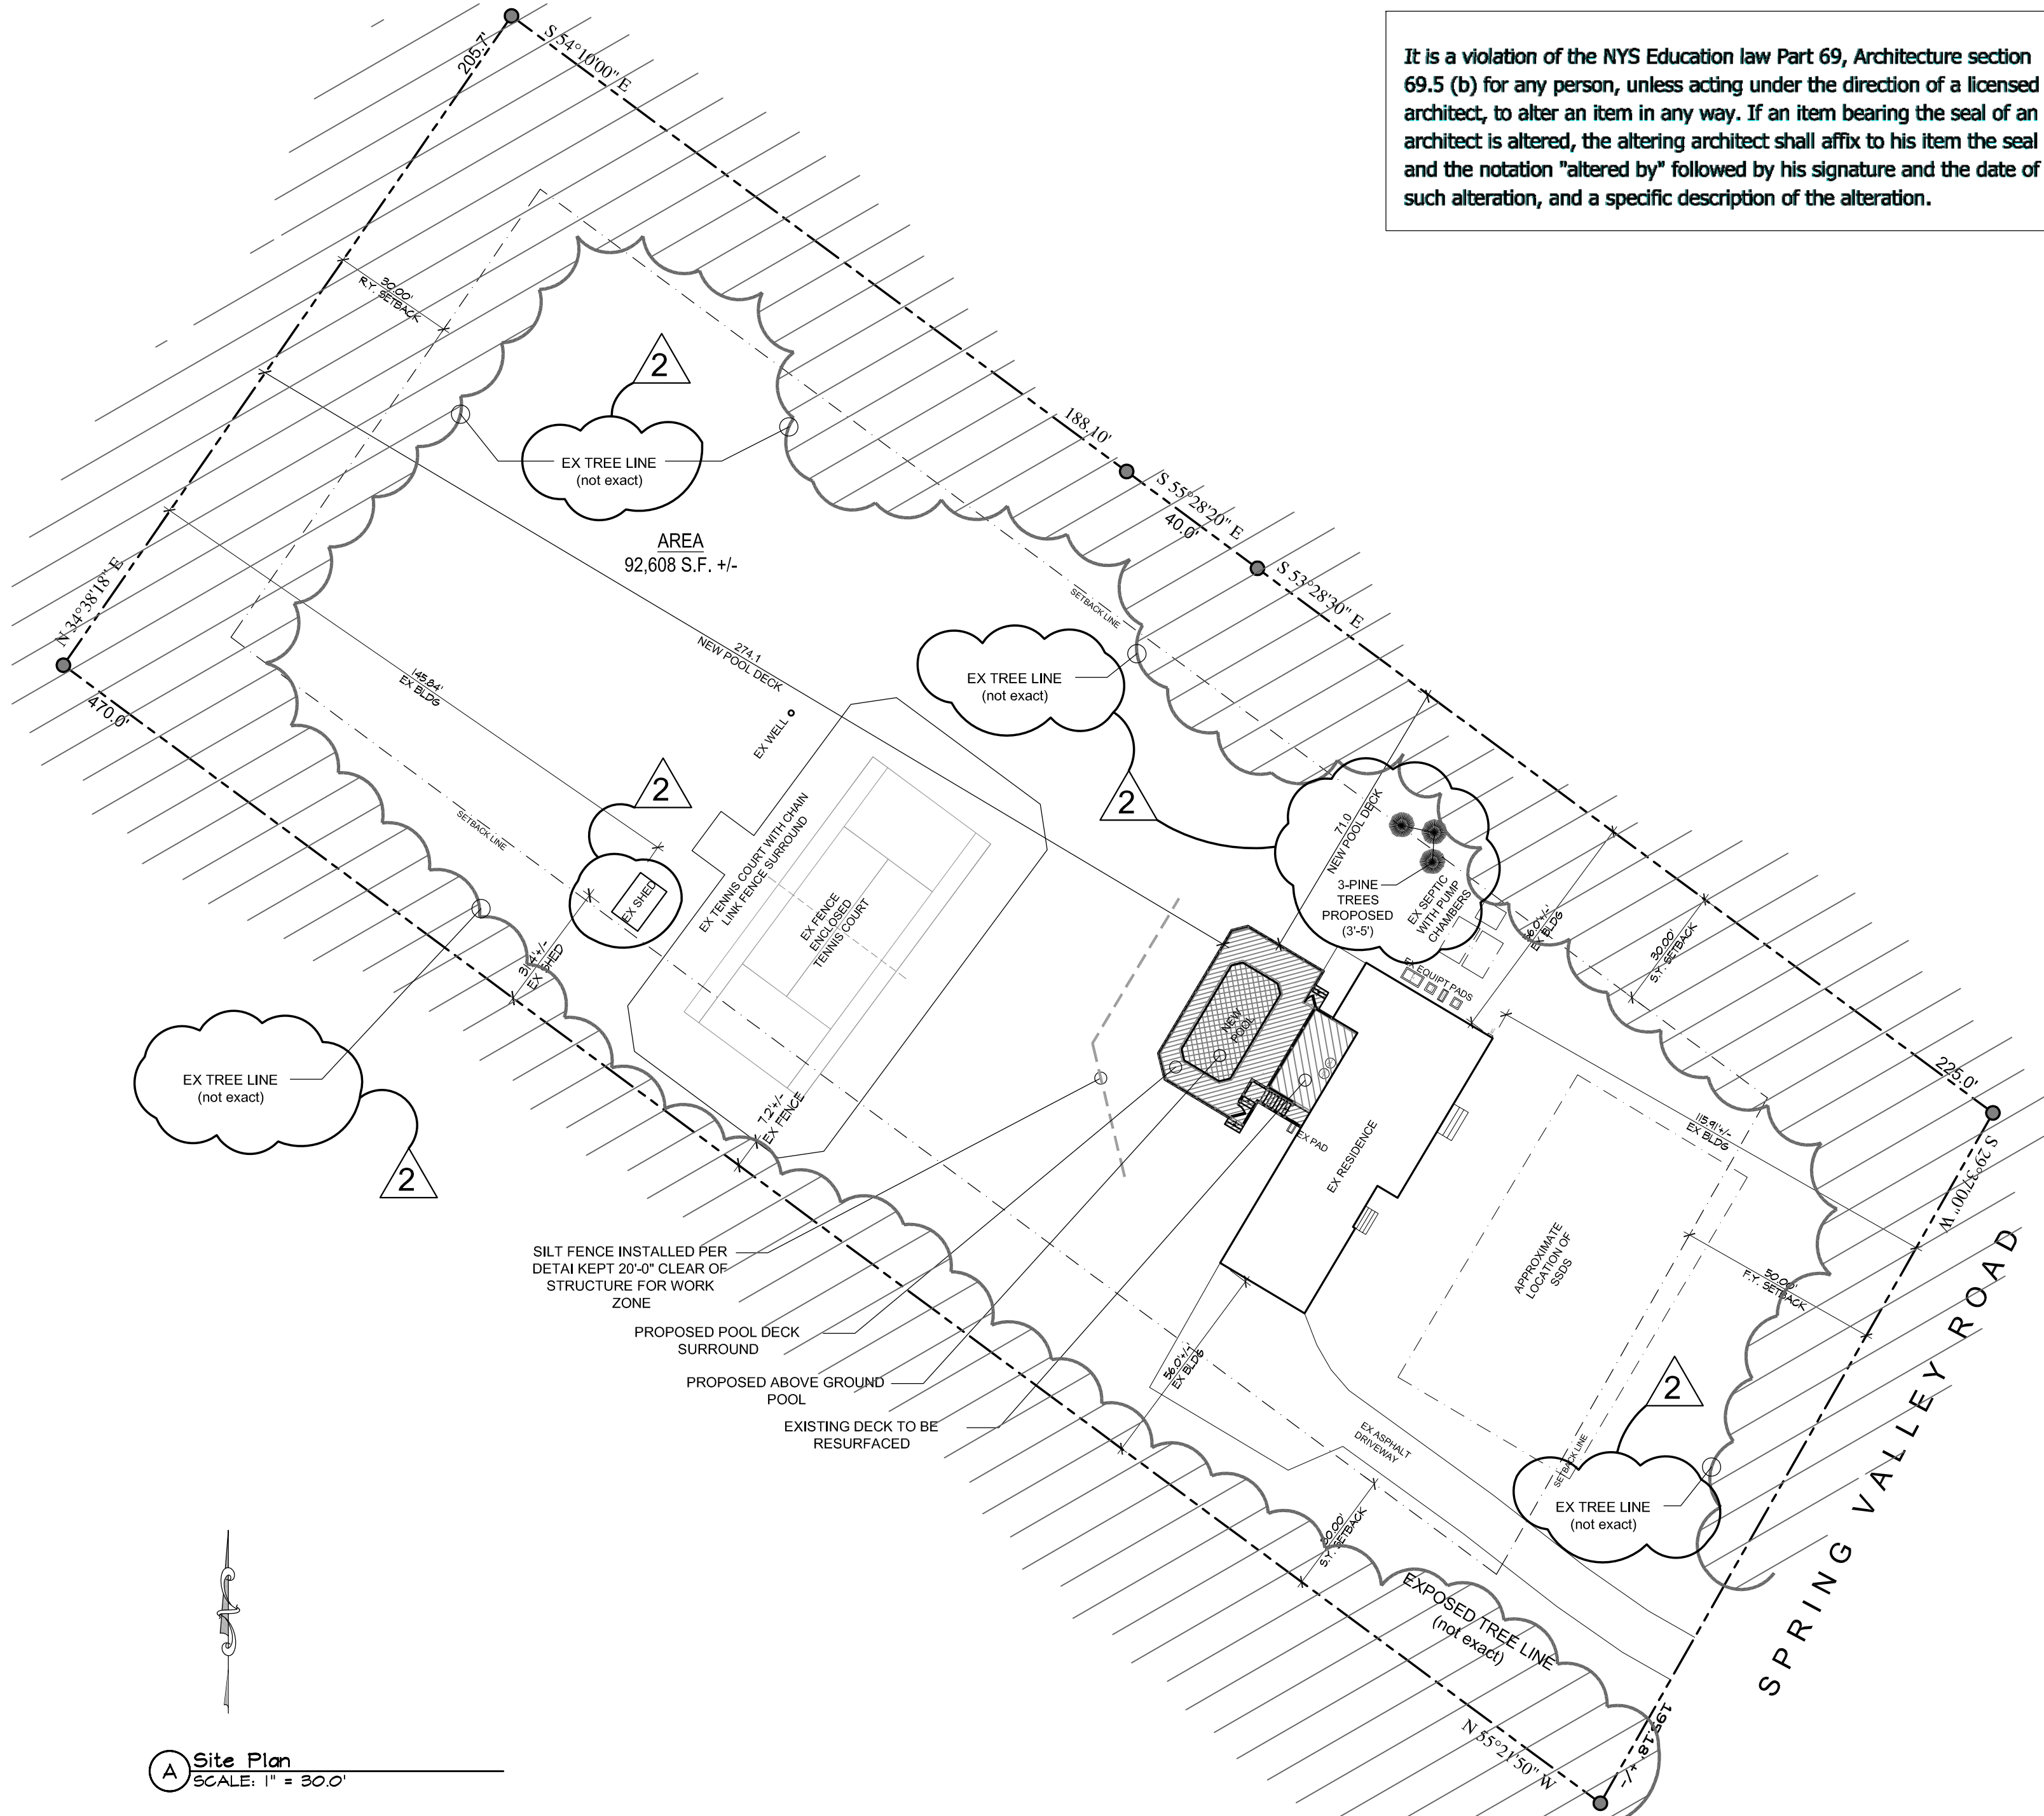 It is a violation of the NYS Education law Part 69, Architecture section
69.5 (b) for any person, unless acting under the direction of a licensed
architect, to alter an item in any way. If an item bearing the seal of an
architect is altered, the altering architect shall affix to his item the seal
and the notation "altered by" followed by his signature and the date of
such alteration, and a specific description of the alteration.
205.7'
S 54°10'00" E
30.00'
R.Y. SETBACK
2
EX TREE LINE
(not exact)
188.10'
S 55°28'20" E
40.0'
AREA
92,608 S.F. +/-
S 53°28'30" E
N 34°38'18" E
SETBACK LINE
274.1
NEW POOL DECK
EX TREE LINE
(not exact)
145.84'
EX BLDG
470.0'
EX WELL
2
2
SETBACK LINE
71.0
NEW POOL DECK
EX TENNIS COURT WITH CHAIN
LINK FENCE SURROUND
3-PINE
TREES
PROPOSED
(3'-5')
EX SEPTIC
WITH PUMP
CHAMBERS
EX SHED
EX FENCE
ENCLOSED
TENNIS COURT
+/-
EX BLDG
30.00'
S.Y. SETBACK
+/-
EX SHED
EX EQUIPT PADS
NEW
POOL
225.0'
EX TREE LINE
(not exact)
7.2'+/-
EX FENCE
115.91'+/-
EX BLDG
EX PAD
EX RESIDENCE
S 29°37'00" W
2
SILT FENCE INSTALLED PER
DETAI KEPT 20'-0" CLEAR OF
STRUCTURE FOR WORK
ZONE
APPROXIMATE
LOCATION OF
SSDS
50.00'
F.Y. SETBACK
PROPOSED POOL DECK
SURROUND
56.0'+/-
EX BLDG
PROPOSED ABOVE GROUND
POOL
2
EXISTING DECK TO BE
RESURFACED
EX ASPHALT
DRIVEWAY
SETBACK LINE
SPRING VALLEY ROAD
EX TREE LINE
(not exact)
30.00'
S.Y. SETBACK
EXPOSED TREE LINE
(not exact)
195.18'
+/-
N 55°21'50" W
A
Site Plan
SCALE: 1" = 30.0'